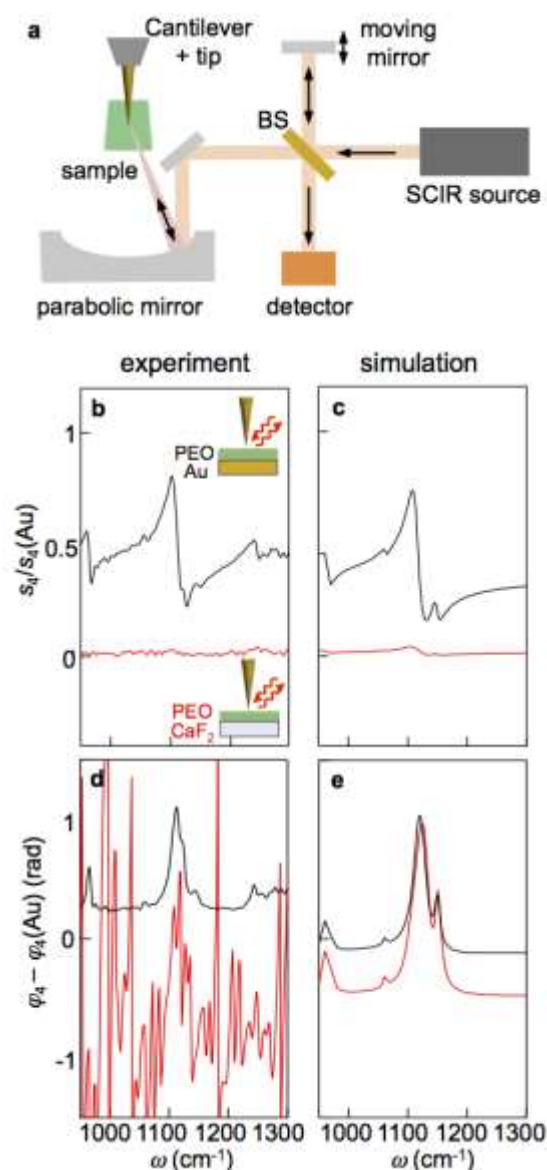 a
Cantilever
+ tip
moving
mirror
BS
sample
SCIR source
parabolic mirror
detector
experiment
simulation
b
c
PEO
Au
1
0.5
0
s₄/s₄(Au)
PEO
CaF₂
d
e
1
0
-1
φ₄ – φ₄(Au) (rad)
1000 1100 1200 1300
1000 1100 1200 1300
ω (cm⁻¹)
ω (cm⁻¹)